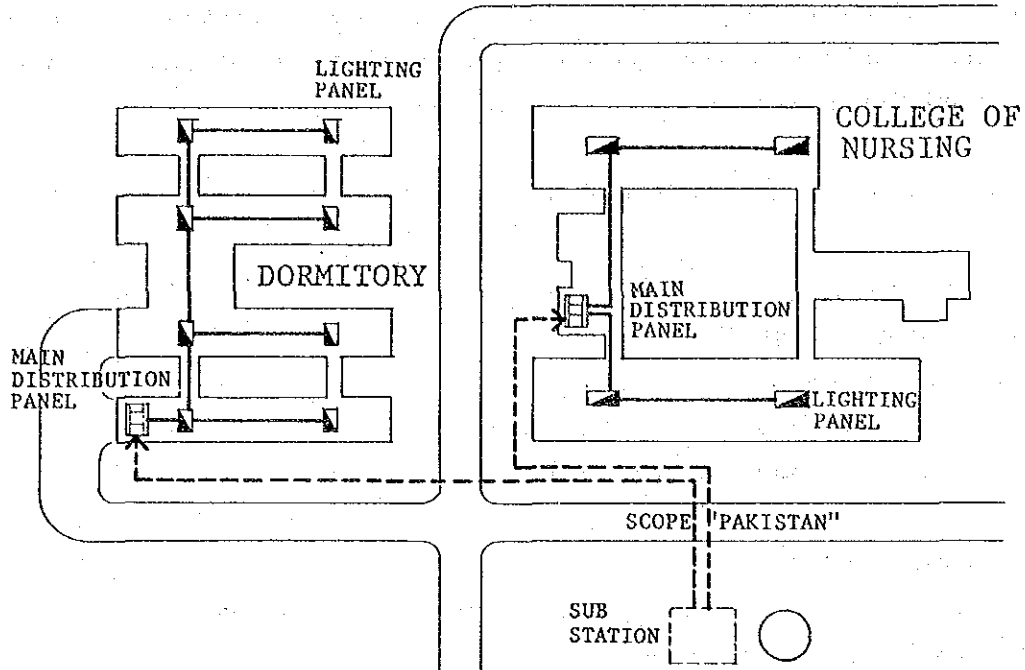 LIGHTING
PANEL
COLLEGE OF
NURSING
DORMITORY
MAIN
DISTRIBUTION
PANEL
MAIN
DISTRIBUTION
PANEL
LIGHTING
PANEL
SCOPE "PAKISTAN"
SUB
STATION